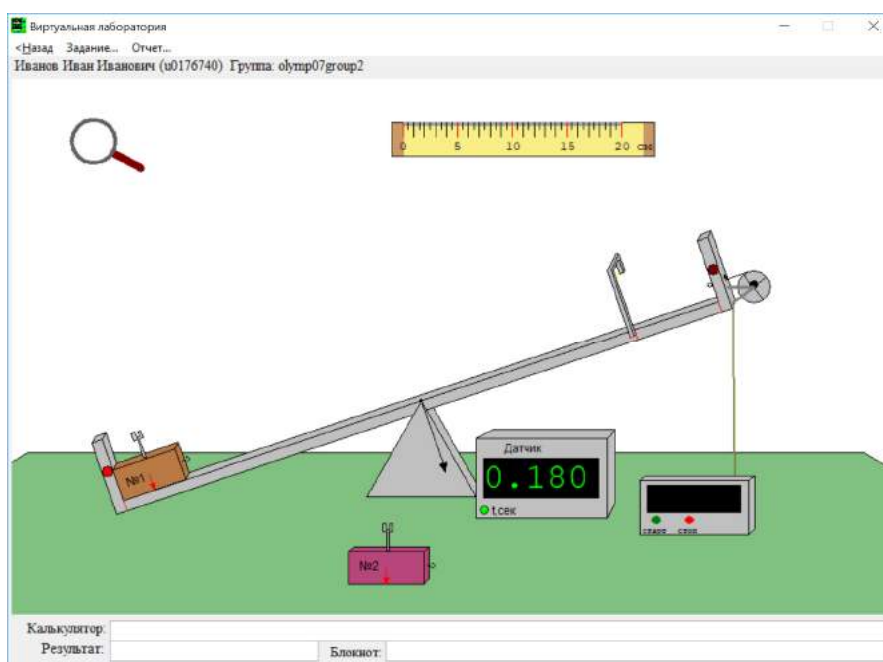 Виртуальная лаборатория
<Назад Задание... Отчет...
Иванов Иван Иванович (u0176740) Группа: olymp07group2
0 5 10 15 20 см
№1
Датчик
0.180
t,сек
старт стоп
№2
Калькулятор:
Результат: Блокнот: